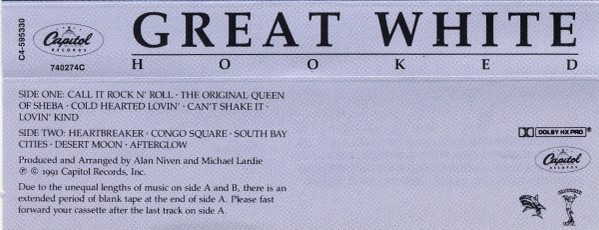 C4-595330
Capitol
RECORDS
740274C
GREAT WHITE
HOOKED
SIDE ONE: CALL IT ROCK N' ROLL · THE ORIGINAL QUEEN
OF SHEBA · COLD HEARTED LOVIN' · CAN'T SHAKE IT ·
LOVIN' KIND
SIDE TWO: HEARTBREAKER · CONGO SQUARE · SOUTH BAY
CITIES · DESERT MOON · AFTERGLOW
Produced and Arranged by Alan Niven and Michael Lardie
℗ © 1991 Capitol Records, Inc.
Due to the unequal lengths of music on side A and B, there is an
extended period of blank tape at the end of side A. Please fast
forward your cassette after the last track on side A.
DOLBY HX PRO
Capitol
RECORDS